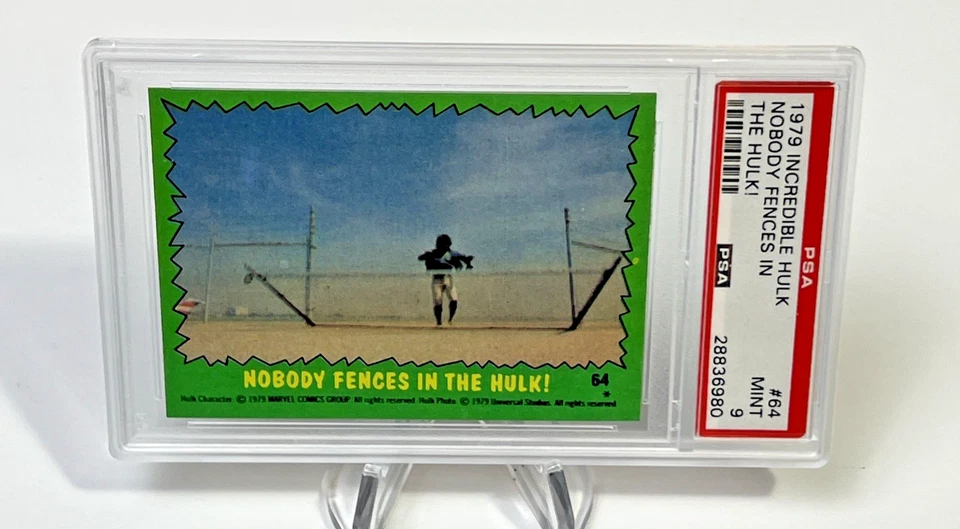 NOBODY FENCES IN THE HULK!
64
*
Hulk Character: © 1979 MARVEL COMICS GROUP. All rights reserved. Hulk Photo: © 1979 Universal Studios. All rights reserved
PSA
1979 INCREDIBLE HULK
NOBODY FENCES IN
THE HULK!
#64
MINT
9
PSA
28836980